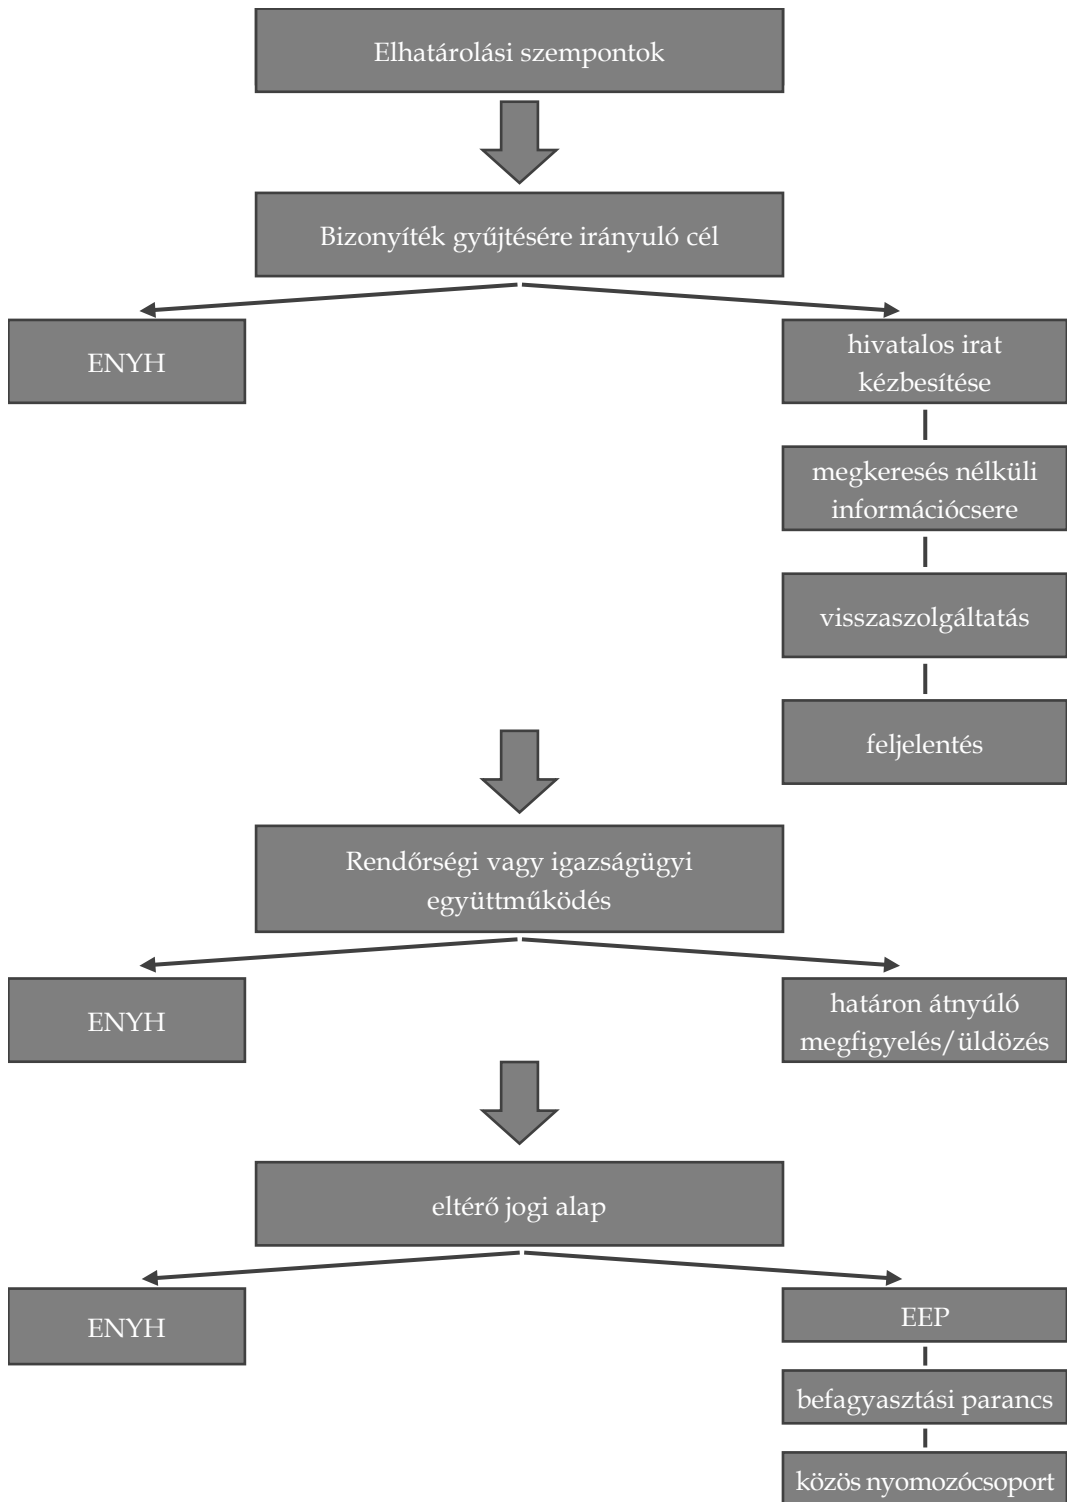 Elhatárolási szempontok
Bizonyíték gyűjtésére irányuló cél
ENYH
hivatalos irat
kézbesítése
megkeresés nélküli
információcsere
visszaszolgáltatás
feljelentés
Rendőrségi vagy igazságügyi
együttműködés
ENYH
határon átnyúló
megfigyelés/üldözés
eltérő jogi alap
ENYH
EEP
befagyasztási parancs
közös nyomozócsoport